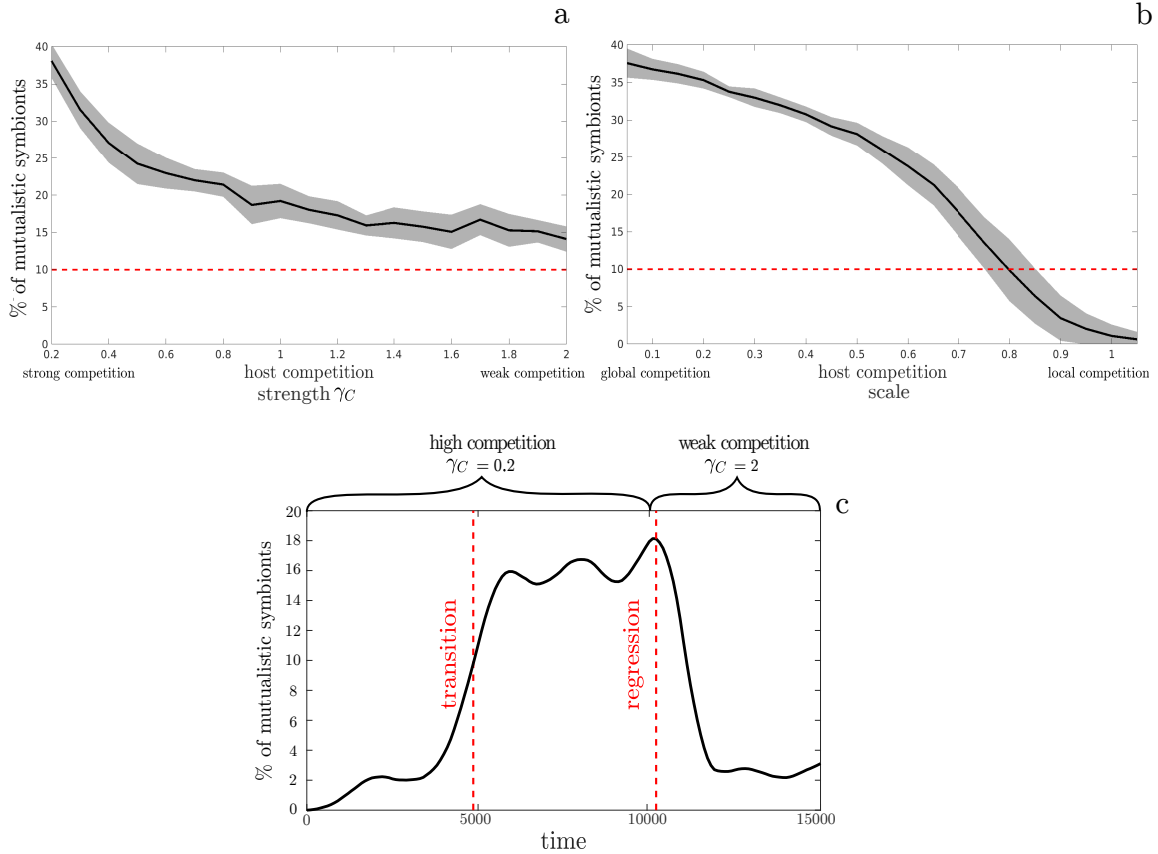 a
40
35
30
25
20
15
10
5
0
% of mutualistic symbionts
0.2 0.4 0.6 0.8 1 1.2 1.4 1.6 1.8 2
strong competition host competition weak competition
strength γC
b
40
35
30
25
20
15
10
5
0
% of mutualistic symbionts
0.1 0.2 0.3 0.4 0.5 0.6 0.7 0.8 0.9 1
global competition host competition local competition
scale
high competition weak competition
γC = 0.2 γC = 2
c
20
18
16
14
12
10
8
6
4
2
0
% of mutualistic symbionts
transition
regression
0 5000 10000 15000
time